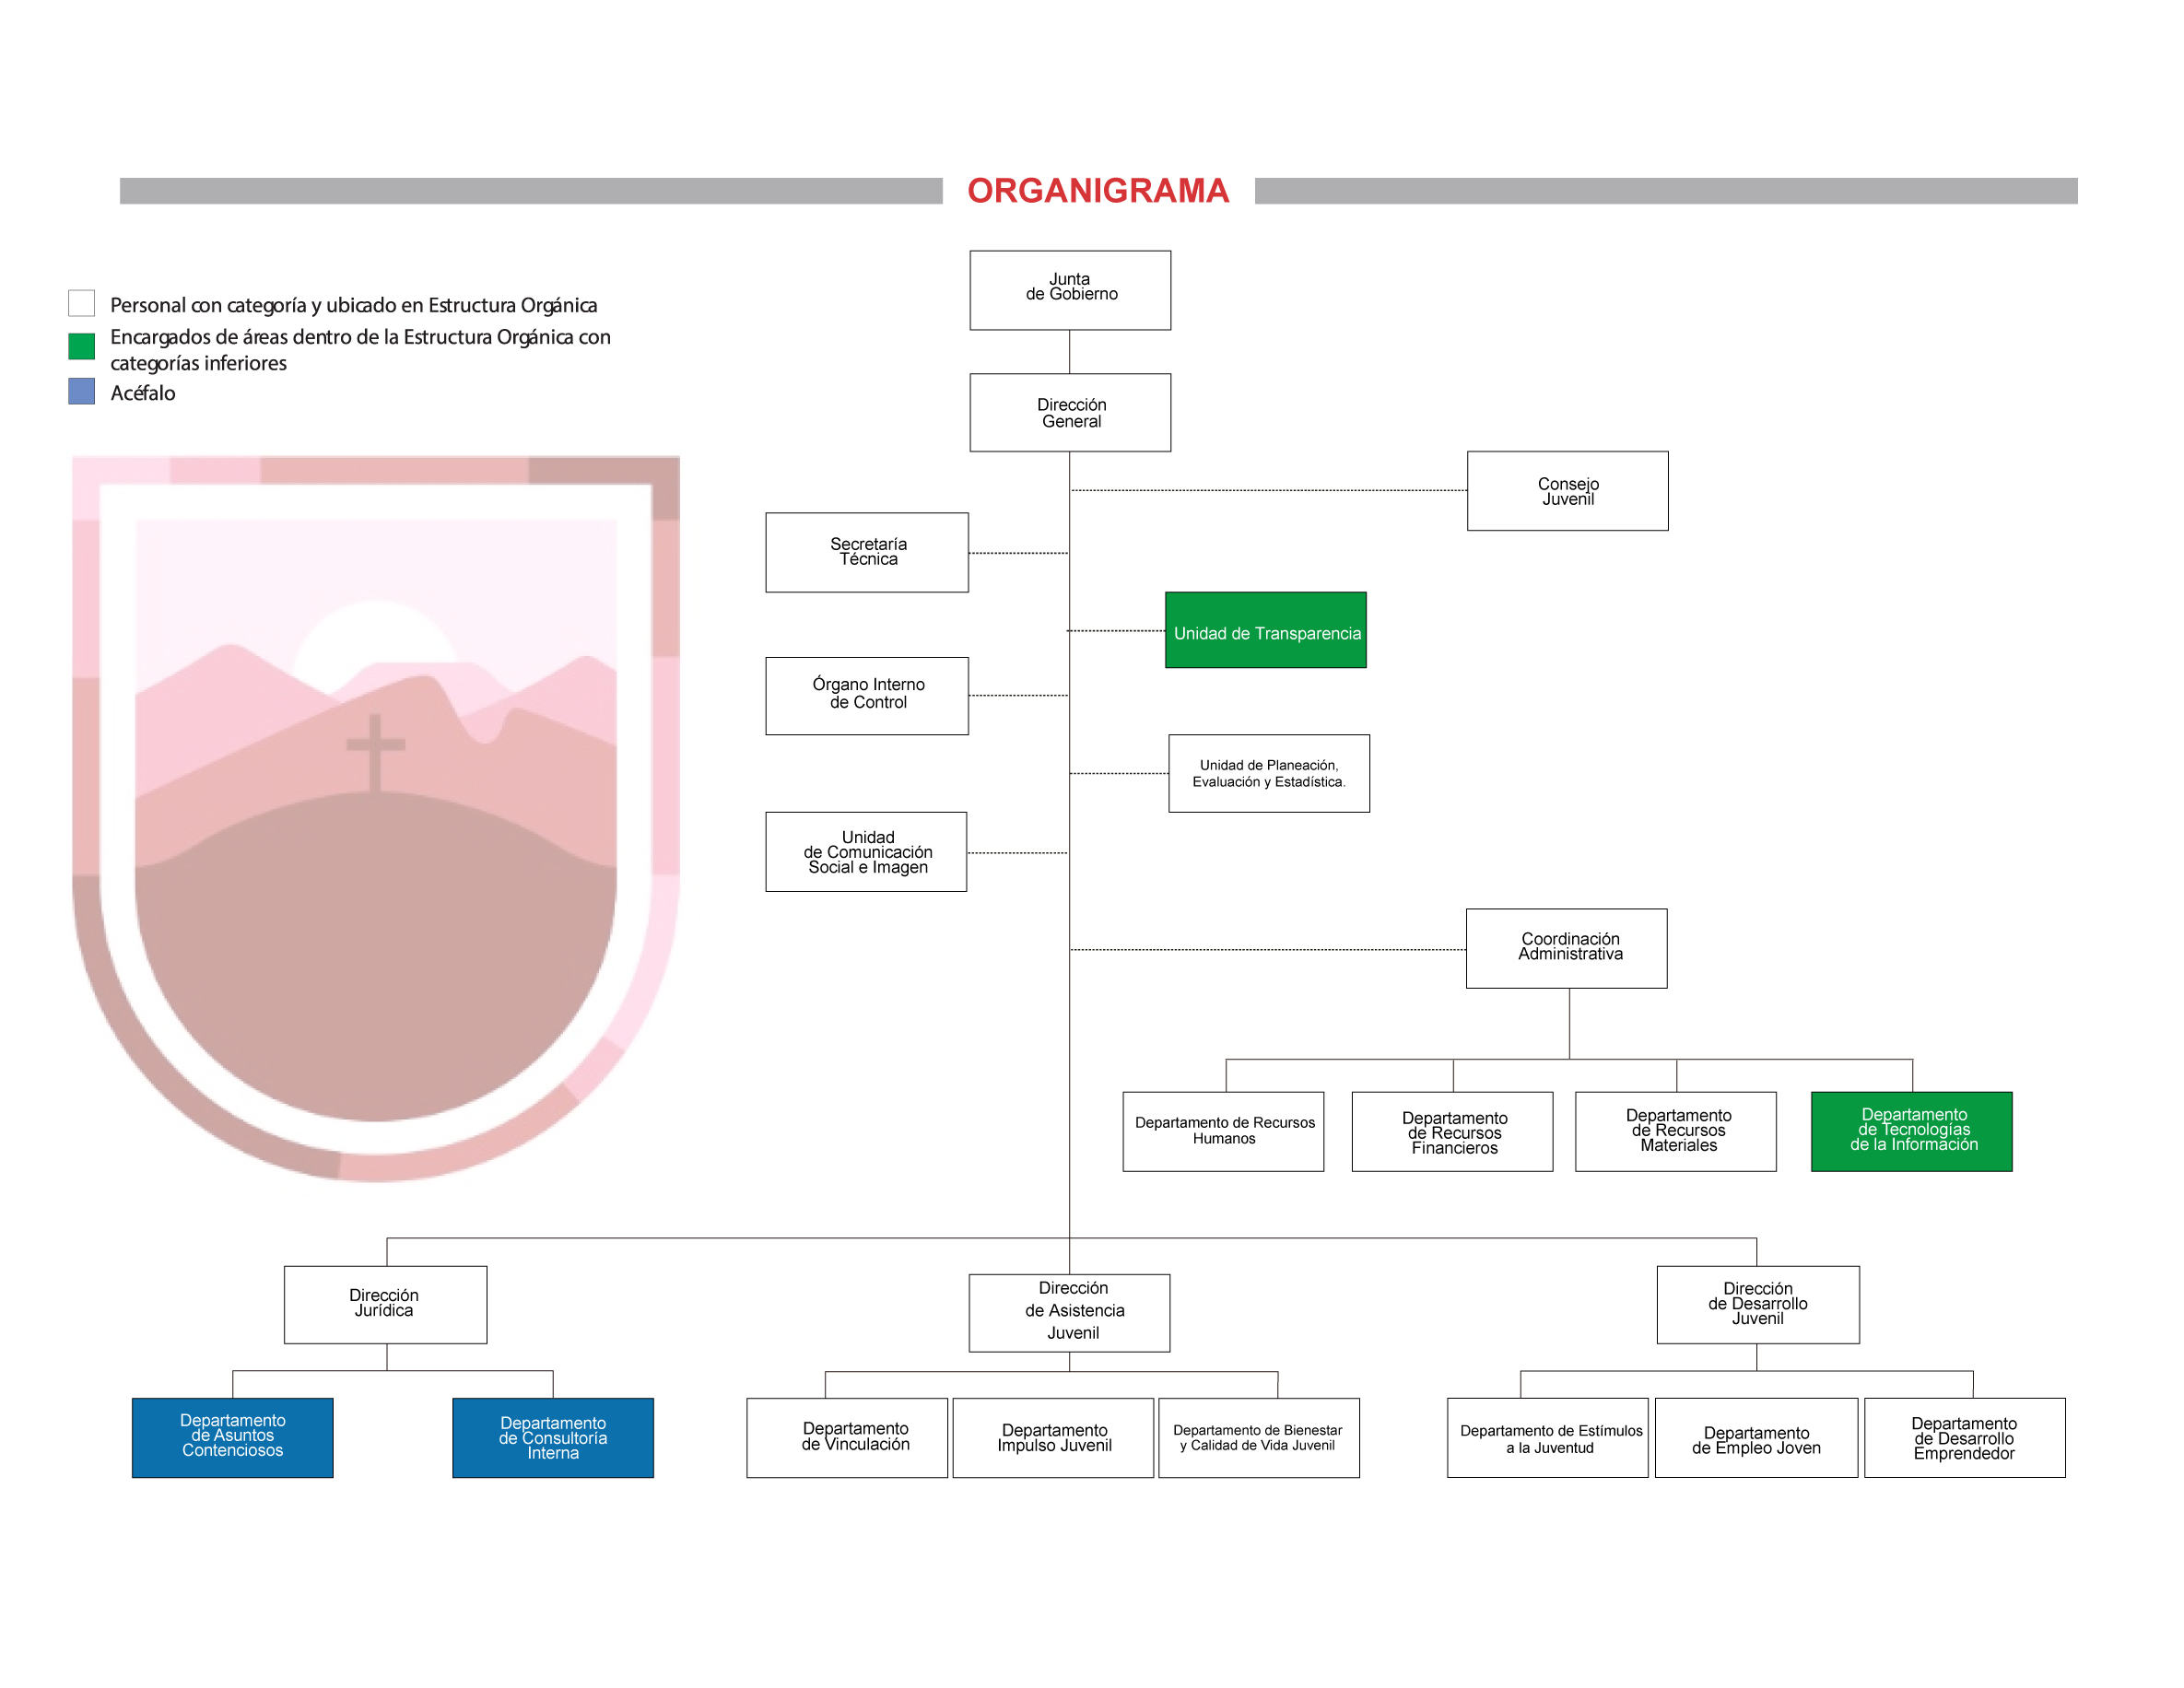 ORGANIGRAMA
Personal con categoría y ubicado en Estructura Orgánica
Encargados de áreas dentro de la Estructura Orgánica con
categorías inferiores
Acéfalo
Junta
de Gobierno
Dirección
General
Consejo
Juvenil
Secretaría
Técnica
Unidad de Transparencia
Órgano Interno
de Control
Unidad de Planeación,
Evaluación y Estadística.
Unidad
de Comunicación
Social e Imagen
Coordinación
Administrativa
Departamento de Recursos
Humanos
Departamento
de Recursos
Financieros
Departamento
de Recursos
Materiales
Departamento
de Tecnologías
de la Información
Dirección
Jurídica
Dirección
de Asistencia
Juvenil
Dirección
de Desarrollo
Juvenil
Departamento
de Asuntos
Contenciosos
Departamento
de Consultoría
Interna
Departamento
de Vinculación
Departamento
Impulso Juvenil
Departamento de Bienestar
y Calidad de Vida Juvenil
Departamento de Estímulos
a la Juventud
Departamento
de Empleo Joven
Departamento
de Desarrollo
Emprendedor